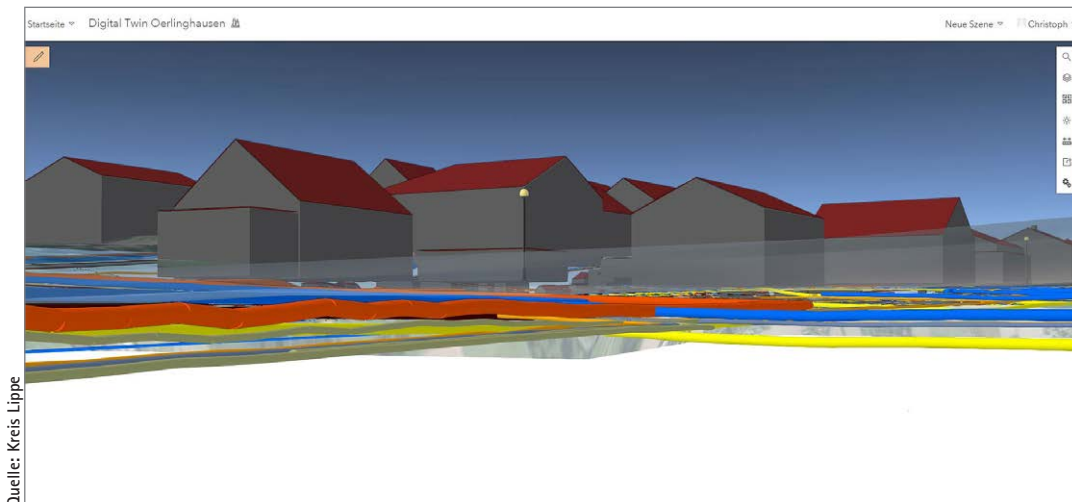 Startseite
Digital Twin Oerlinghausen
Neue Szene
Christoph
Quelle: Kreis Lippe